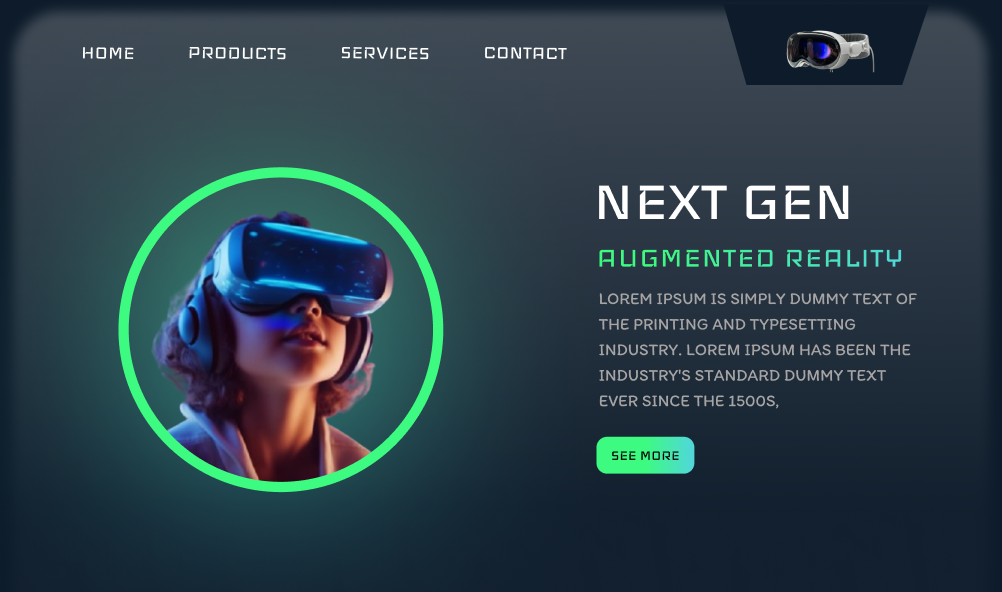 HOME PRODUCTS SERVICES CONTACT
NEXT GEN
AUGMENTED REALITY
LOREM IPSUM IS SIMPLY DUMMY TEXT OF
THE PRINTING AND TYPESETTING
INDUSTRY. LOREM IPSUM HAS BEEN THE
INDUSTRY'S STANDARD DUMMY TEXT
EVER SINCE THE 1500S,
SEE MORE